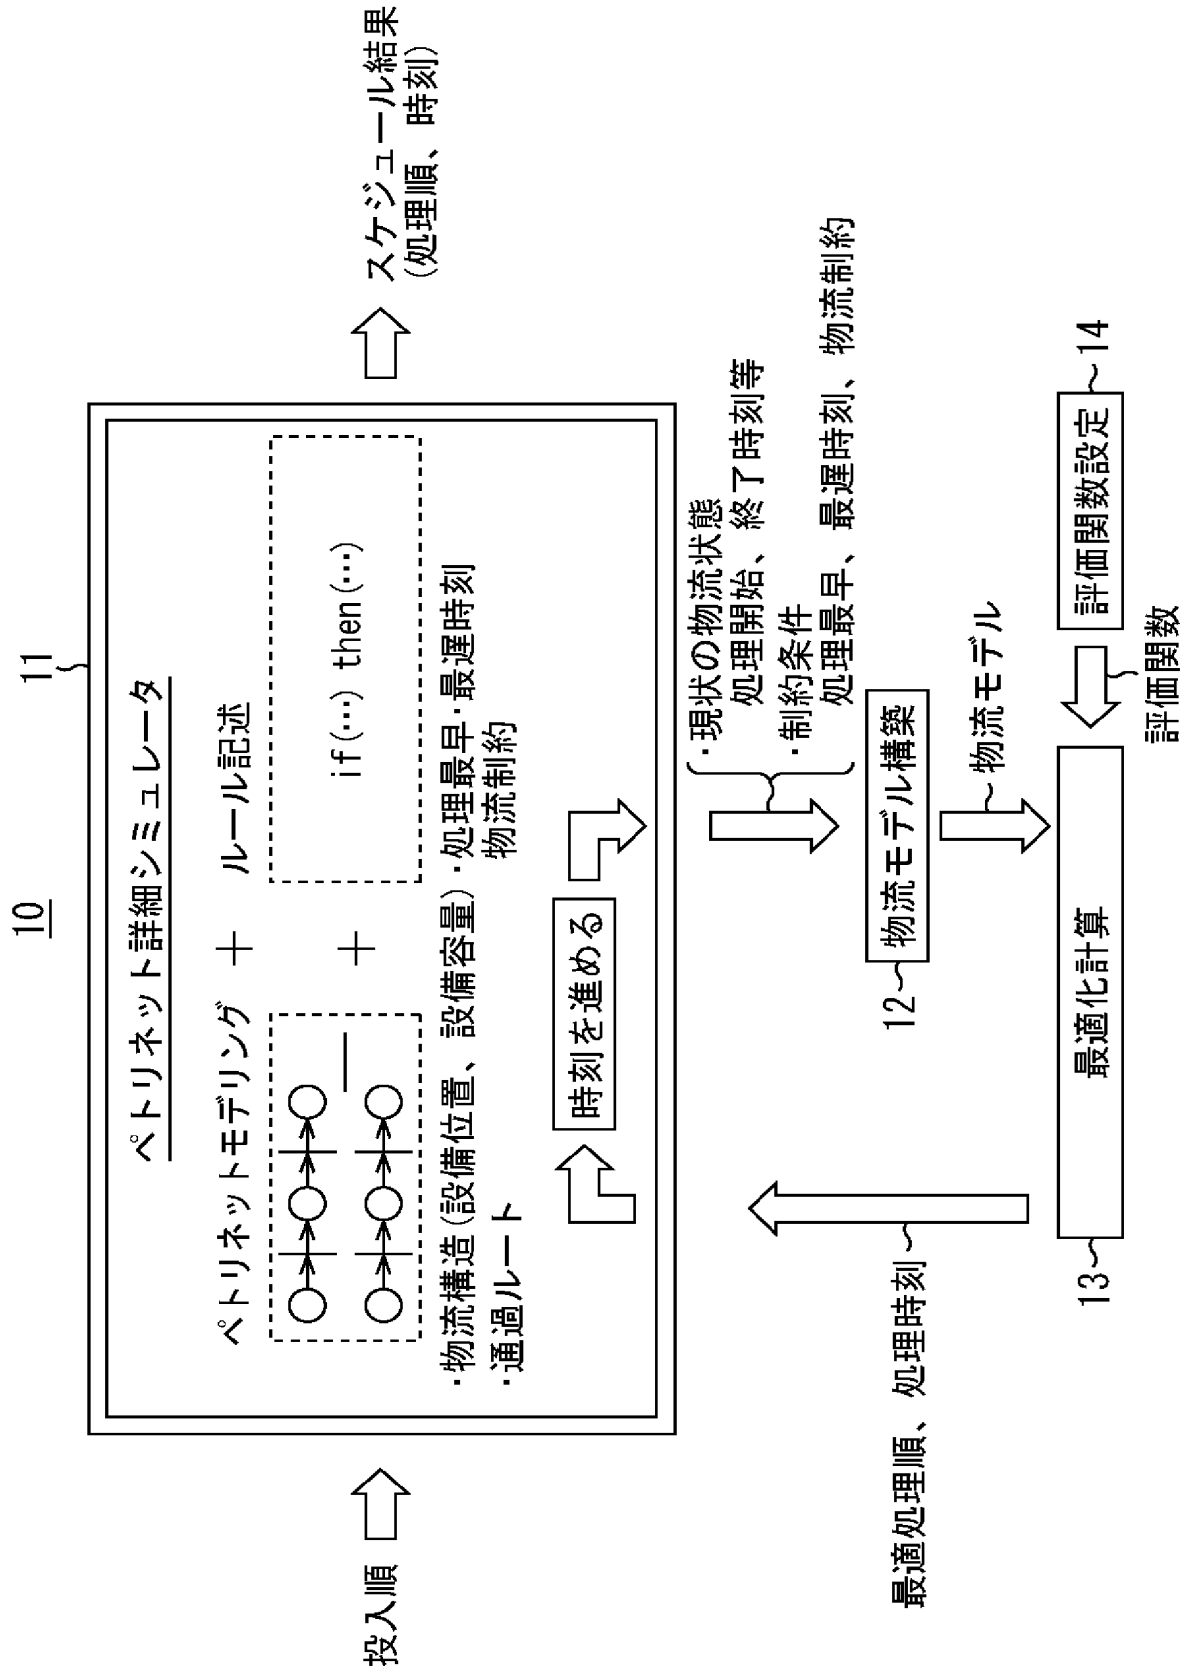 10
11
ペトリネット詳細シミュレータ
ペトリネットモデリング ＋ ルール記述
＋
if(…) then(…)
・物流構造(設備位置、設備容量)
・通過ルート
・処理最早・最遅時刻
物流制約
時刻を進める
投入順
スケジュール結果
(処理順、時刻)
・現状の物流状態
処理開始、終了時刻等
・制約条件
処理最早、最遅時刻、物流制約
12
物流モデル構築
物流モデル
最適処理順、処理時刻
13
最適化計算
評価関数
評価関数設定
14